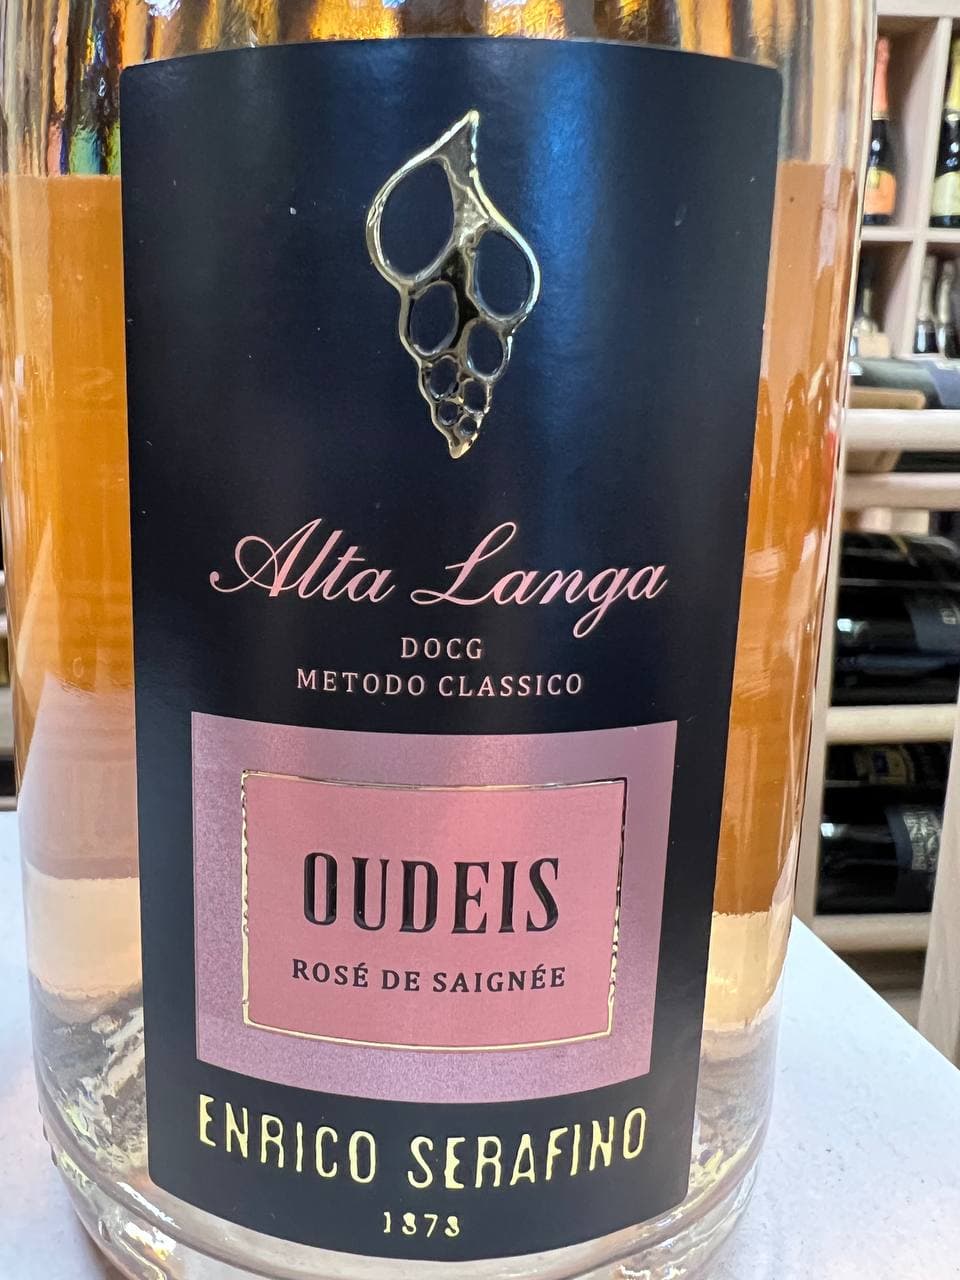 Alta Langa
DOCG
METODO CLASSICO
OUDEIS
ROSÉ DE SAIGNÉE
ENRICO SERAFINO
1878